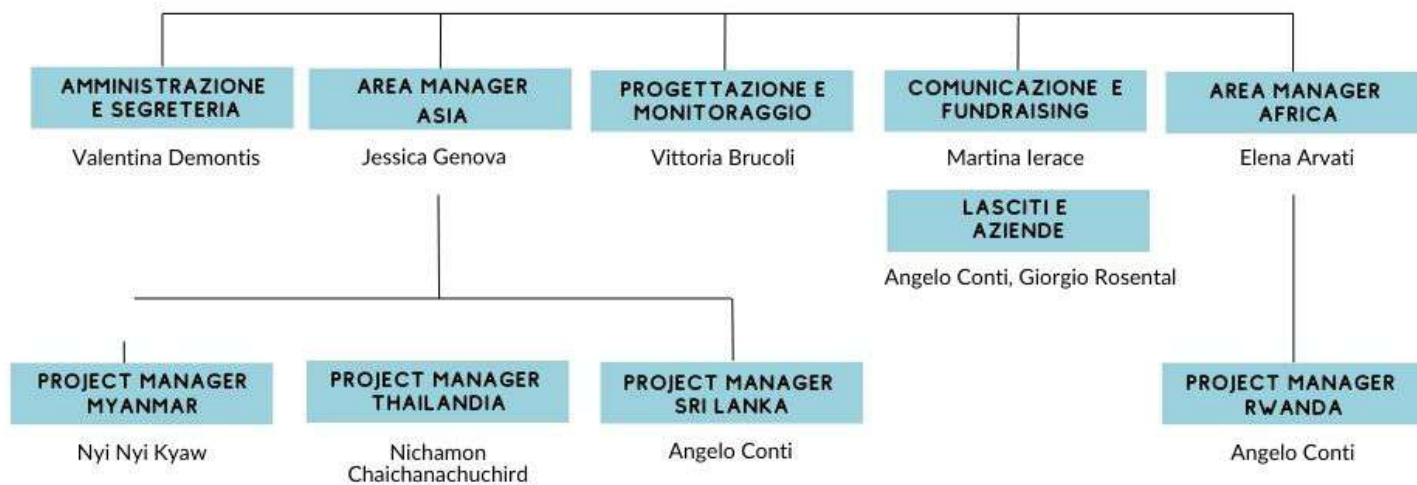 AMMINISTRAZIONE
E SEGRETERIA
Valentina Demontis
AREA MANAGER
ASIA
Jessica Genova
PROGETTAZIONE E
MONITORAGGIO
Vittoria Brucoli
COMUNICAZIONE E
FUNDRAISING
Martina Ierace
AREA MANAGER
AFRICA
Elena Arvati
LASCITI E
AZIENDE
Angelo Conti, Giorgio Rosental
PROJECT MANAGER
MYANMAR
Nyi Nyi Kyaw
PROJECT MANAGER
THAILANDIA
Nichamon
Chaichanachuchird
PROJECT MANAGER
SRI LANKA
Angelo Conti
PROJECT MANAGER
RWANDA
Angelo Conti